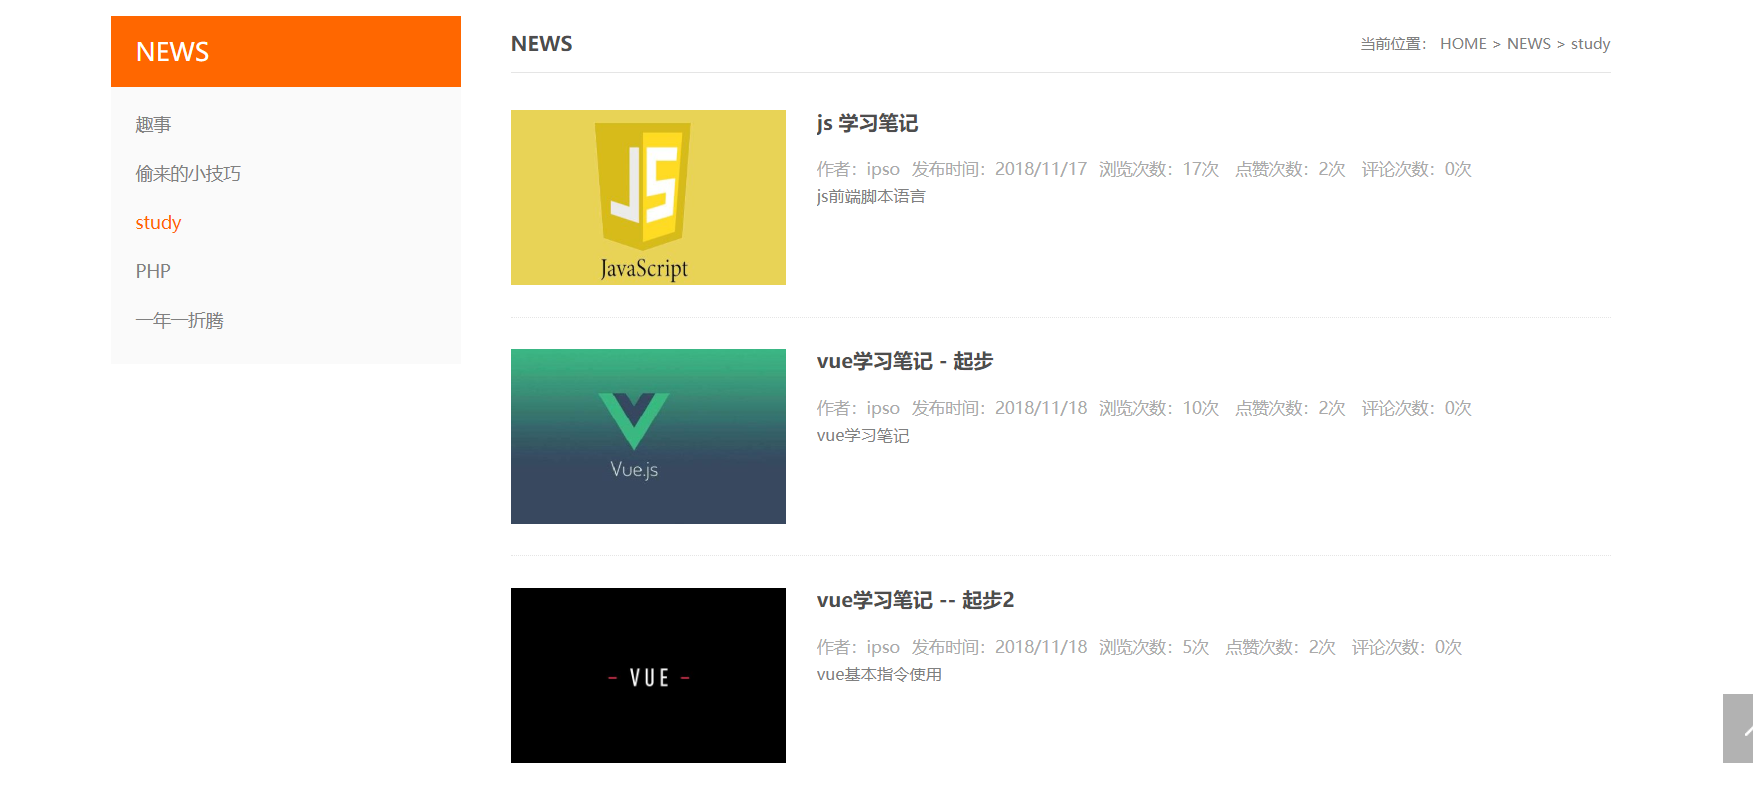 NEWS
趣事
偷来的小技巧
study
PHP
一年一折腾
NEWS
当前位置： HOME > NEWS > study
JS
JavaScript
js 学习笔记
作者：ipso 发布时间：2018/11/17 浏览次数：17次 点赞次数：2次 评论次数：0次
js前端脚本语言
Vue.js
vue学习笔记 - 起步
作者：ipso 发布时间：2018/11/18 浏览次数：10次 点赞次数：2次 评论次数：0次
vue学习笔记
- VUE -
vue学习笔记 -- 起步2
作者：ipso 发布时间：2018/11/18 浏览次数：5次 点赞次数：2次 评论次数：0次
vue基本指令使用